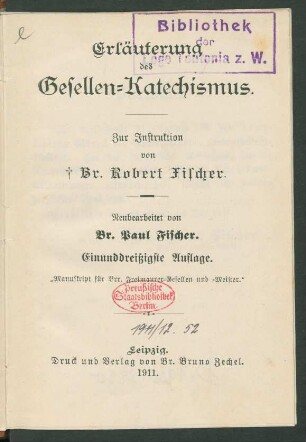 Bibliothek
der
Loge Teutonia z. W.
Erläuterung
des
Gesellen=Katechismus.
Zur Instruktion
von
† Br. Robert Fischer.
Neubearbeitet von
Br. Paul Fischer.
Einunddreißigste Auflage.
„Manuskript für Brr. Freimaurer-Gesellen und -Meister.“
Preußische
Staatsbibliothek
Berlin.
52
Leipzig.
Druck und Verlag von Br. Bruno Zechel.
1911.